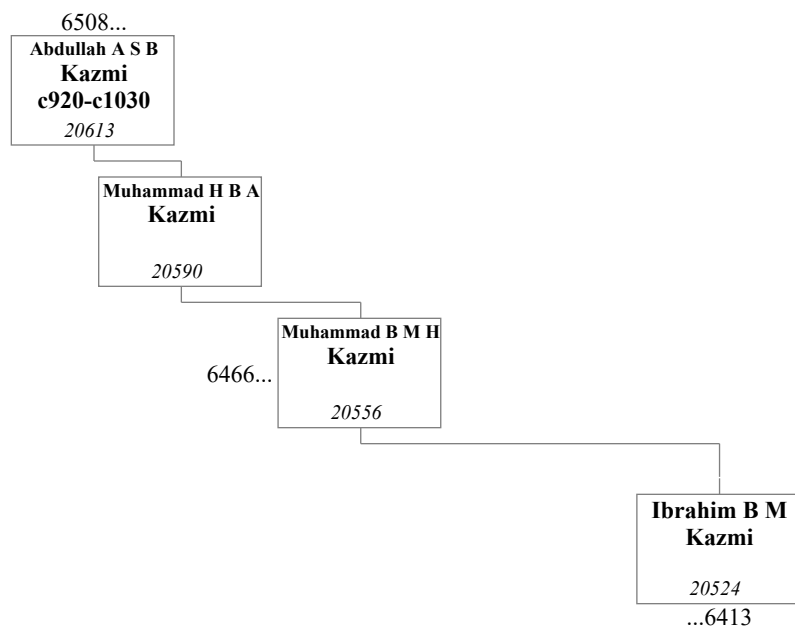 6508...
Abdullah A S B
Kazmi
c920-c1030
20613
Muhammad H B A
Kazmi
20590
Muhammad B M H
Kazmi
6466...
20556
Ibrahim B M
Kazmi
20524
...6413